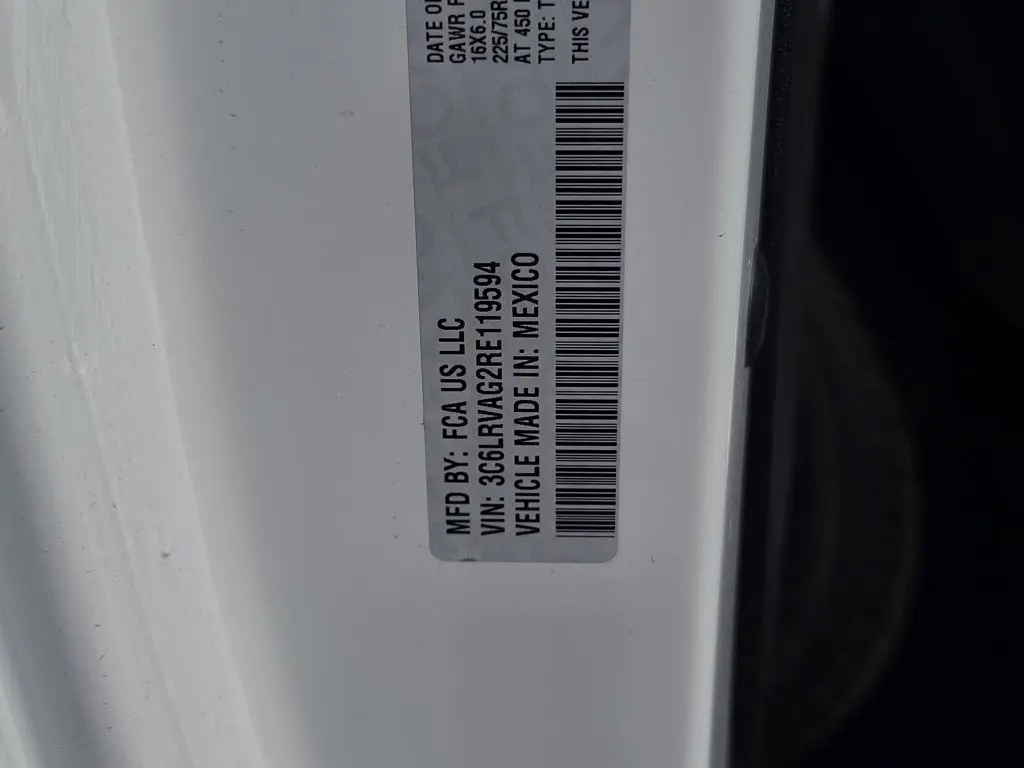 MFD BY: FCA US LLC
VIN: 3C6LRVAG2RE119594
VEHICLE MADE IN: MEXICO
DATE OF
GAWR
16X6.0
225/75R
AT 450
TYPE: T
THIS VE